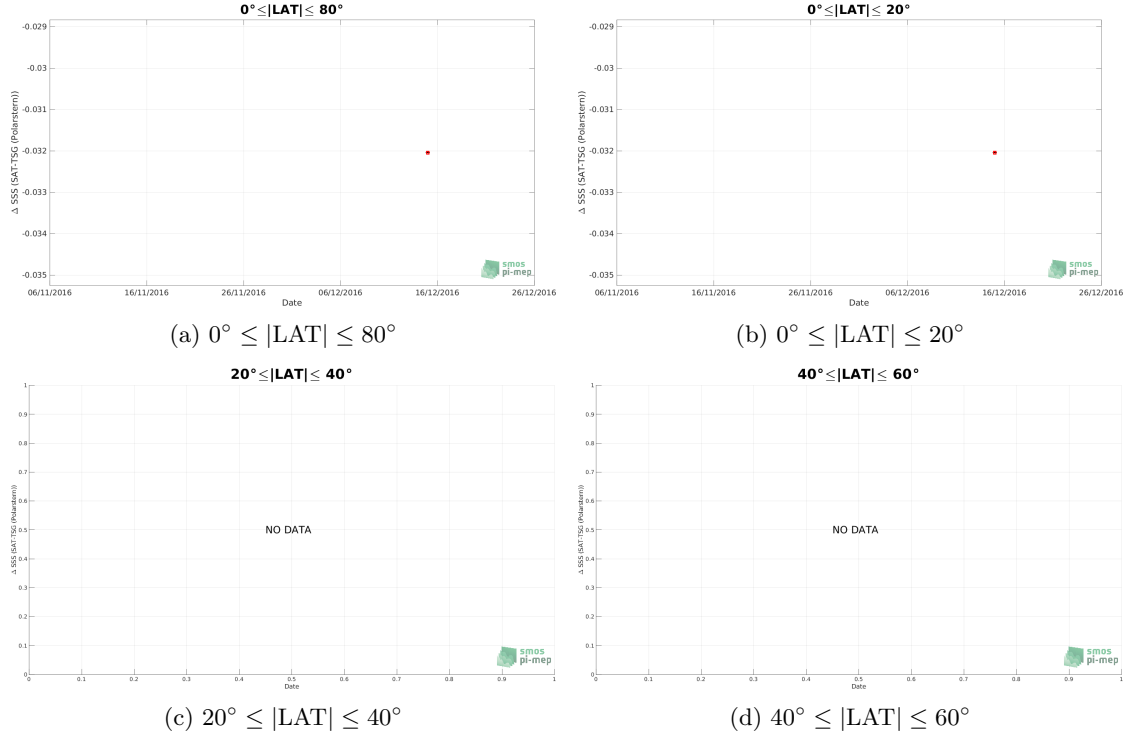 0°≤|LAT|≤ 80°
-0.029
-0.03
-0.031
-0.032
-0.033
-0.034
-0.035
Δ SSS (SAT-TSG (Polarstern))
06/11/2016 16/11/2016 26/11/2016 06/12/2016 16/12/2016 26/12/2016
Date
smos
pi-mep
(a) 0° ≤ |LAT| ≤ 80°
0°≤|LAT|≤ 20°
-0.029
-0.03
-0.031
-0.032
-0.033
-0.034
-0.035
Δ SSS (SAT-TSG (Polarstern))
06/11/2016 16/11/2016 26/11/2016 06/12/2016 16/12/2016 26/12/2016
Date
smos
pi-mep
(b) 0° ≤ |LAT| ≤ 20°
20°≤|LAT|≤ 40°
1
0.9
0.8
0.7
0.6
0.5
0.4
0.3
0.2
0.1
0
Δ SSS (SAT-TSG (Polarstern))
NO DATA
0 0.1 0.2 0.3 0.4 0.5 0.6 0.7 0.8 0.9 1
Date
smos
pi-mep
(c) 20° ≤ |LAT| ≤ 40°
40°≤|LAT|≤ 60°
1
0.9
0.8
0.7
0.6
0.5
0.4
0.3
0.2
0.1
0
Δ SSS (SAT-TSG (Polarstern))
NO DATA
0 0.1 0.2 0.3 0.4 0.5 0.6 0.7 0.8 0.9 1
Date
smos
pi-mep
(d) 40° ≤ |LAT| ≤ 60°